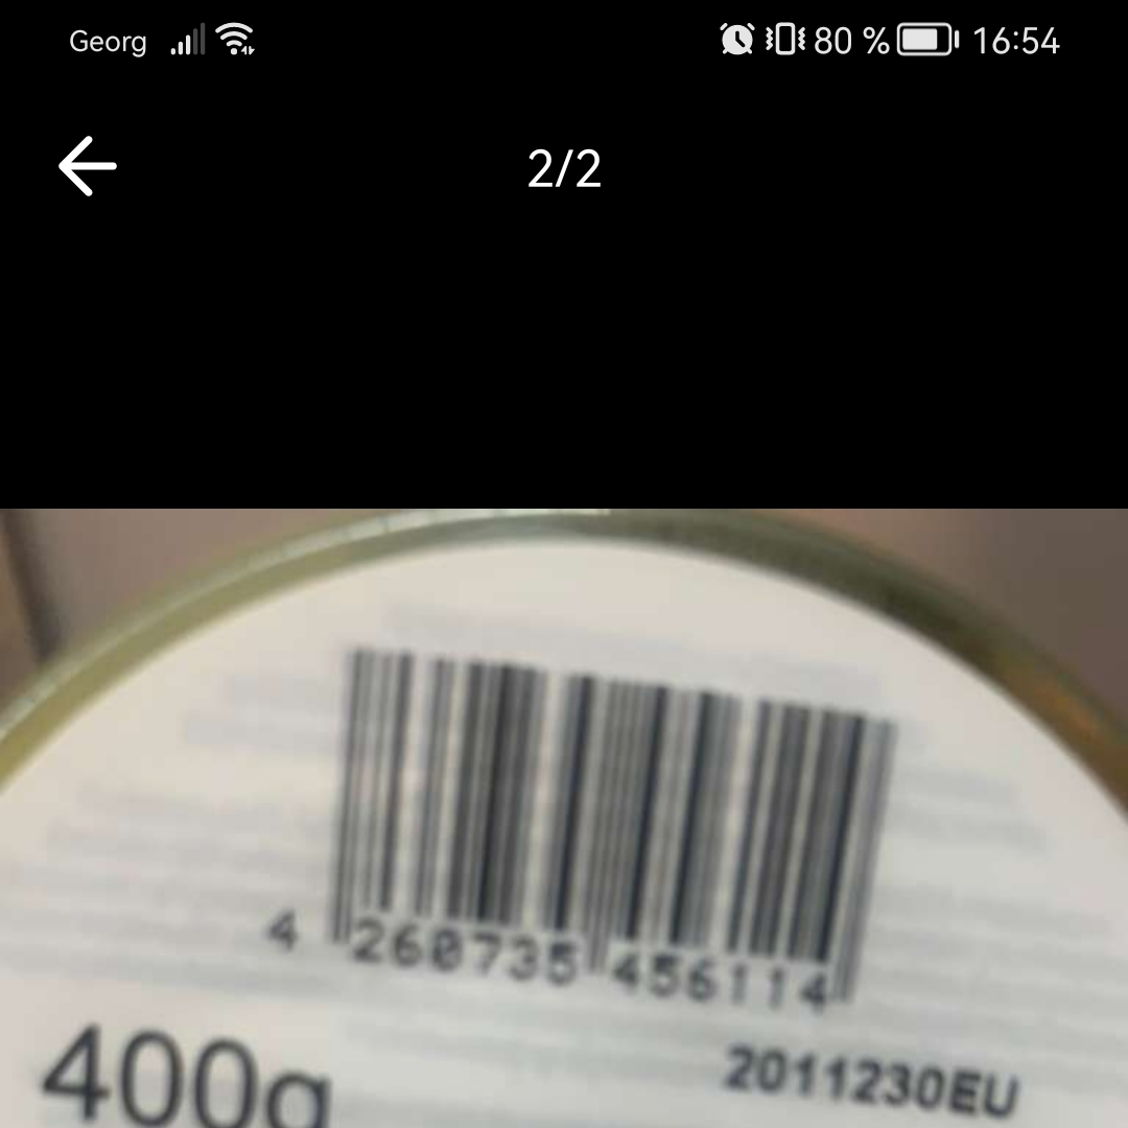 Georg 80 % 16:54
2/2
4 260735 456114
400g
2011230EU